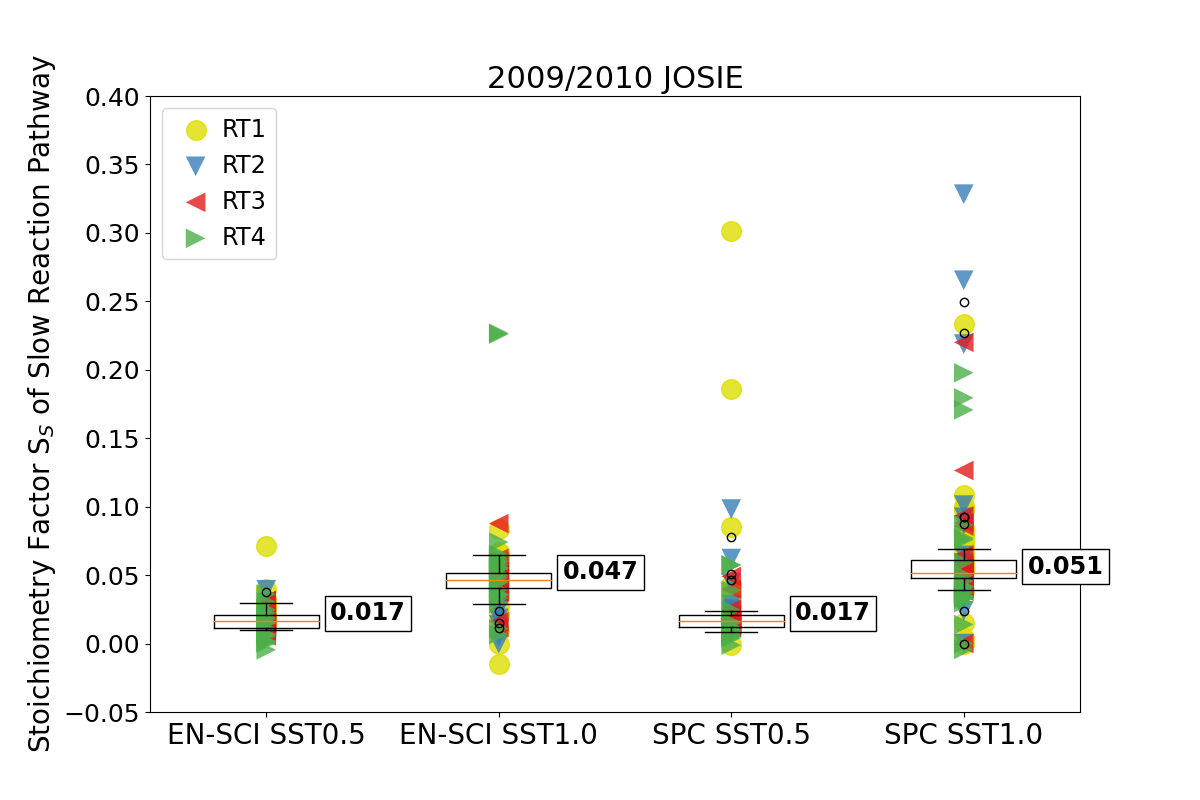 2009/2010 JOSIE
Stoichiometry Factor S_S of Slow Reaction Pathway
0.40
0.35
0.30
0.25
0.20
0.15
0.10
0.05
0.00
−0.05
RT1
RT2
RT3
RT4
0.017
0.047
0.017
0.051
EN-SCI SST0.5
EN-SCI SST1.0
SPC SST0.5
SPC SST1.0